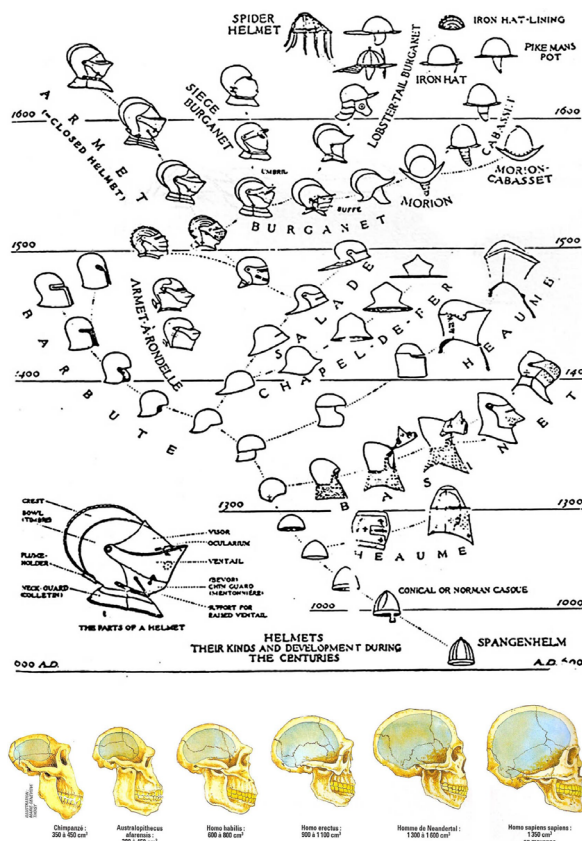 SPIDER
HELMET
IRON HAT-LINING
PIKEMANS
POT
IRON HAT
LOBSTER-TAIL BURGANET
ARMET
(=CLOSED HELMET)
SIEGE
BURGANET
CABASSET
1600
1600
UMBRIL
MORION-
CABASSET
BUFFE
MORION
BURGANET
1500
1500
ARMET-A-RONDELLE
SALADE
CHAPEL-DE-FER
HEAUME
BARBUTE
1400
BASINET
1300
1300
HEAUME
CREST
BOWL
(TIMBRE)
PLUME-
HOLDER
NECK-GUARD
(COLLETIN)
VISOR
OCULARIUM
VENTAIL
(BEVOR)
CHIN GUARD
(MENTONNIERE)
SUPPORT FOR
RAISED VENTAIL
THE PARTS OF A HELMET
1000
1000
CONICAL OR NORMAN CASQUE
SPANGENHELM
HELMETS
THEIR KINDS AND DEVELOPMENT DURING
THE CENTURIES
600 A.D.
A.D. 600
Chimpanzé :
350 à 450 cm³
Australopithecus
afarensis :
Homo habilis :
600 à 800 cm³
Homo erectus :
900 à 1 100 cm³
Homme de Neandertal :
1 300 à 1 600 cm³
Homo sapiens sapiens :
1 350 cm³